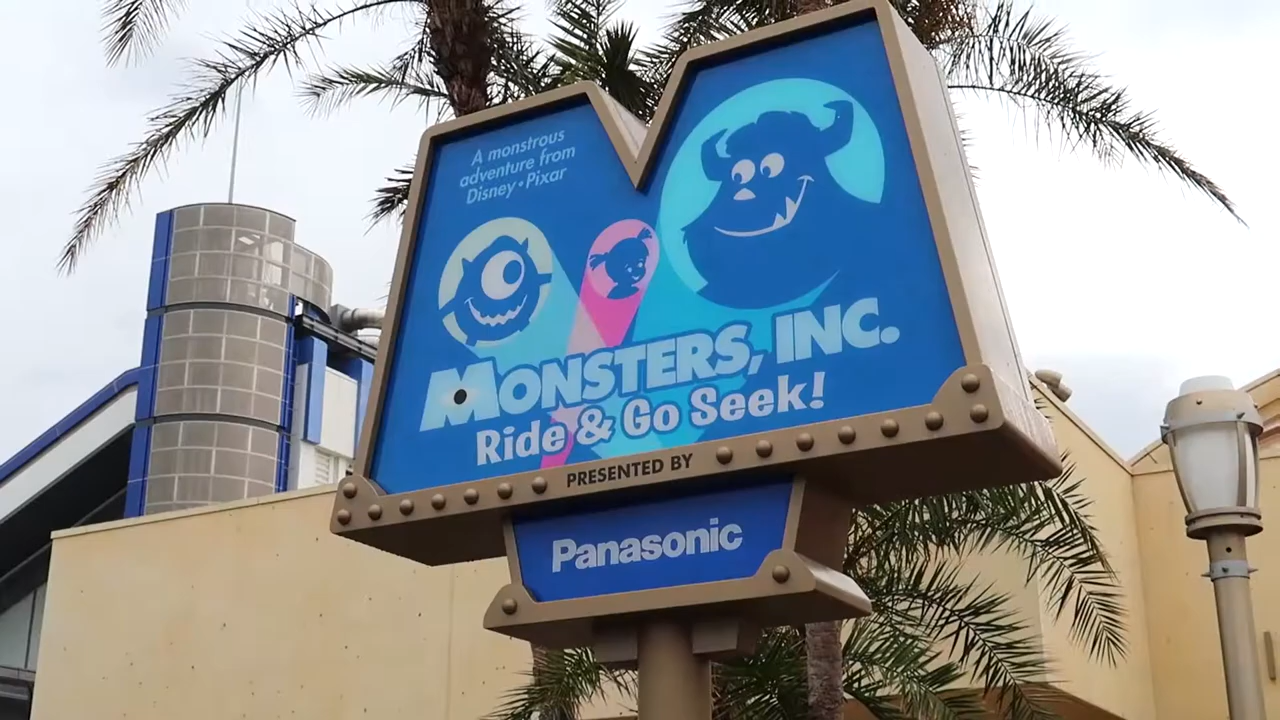 A monstrous
adventure from
Disney•Pixar
MONSTERS, INC.
Ride & Go Seek!
PRESENTED BY
Panasonic